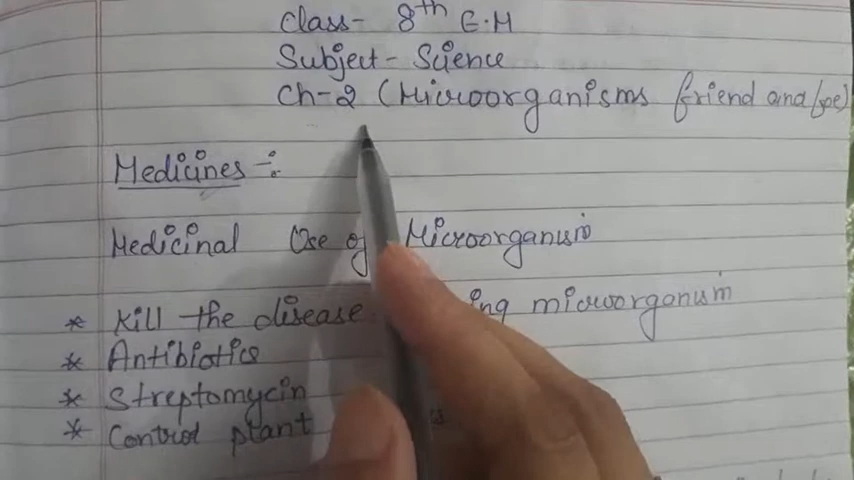 Class- 8th E.M
Subject- Science
Ch-2 (Microorganisms friend and foe)
Medicines :-
Medicinal Use of Microorganism
* Kill the disease ing microorganism
* Antibiotics
* Streptomycin
* Control plant